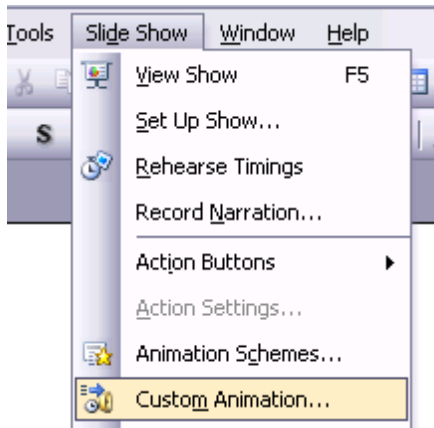 Tools Slide Show Window Help
View Show F5
Set Up Show...
S
Rehearse Timings
Record Narration...
Action Buttons
Action Settings...
Animation Schemes...
Custom Animation...